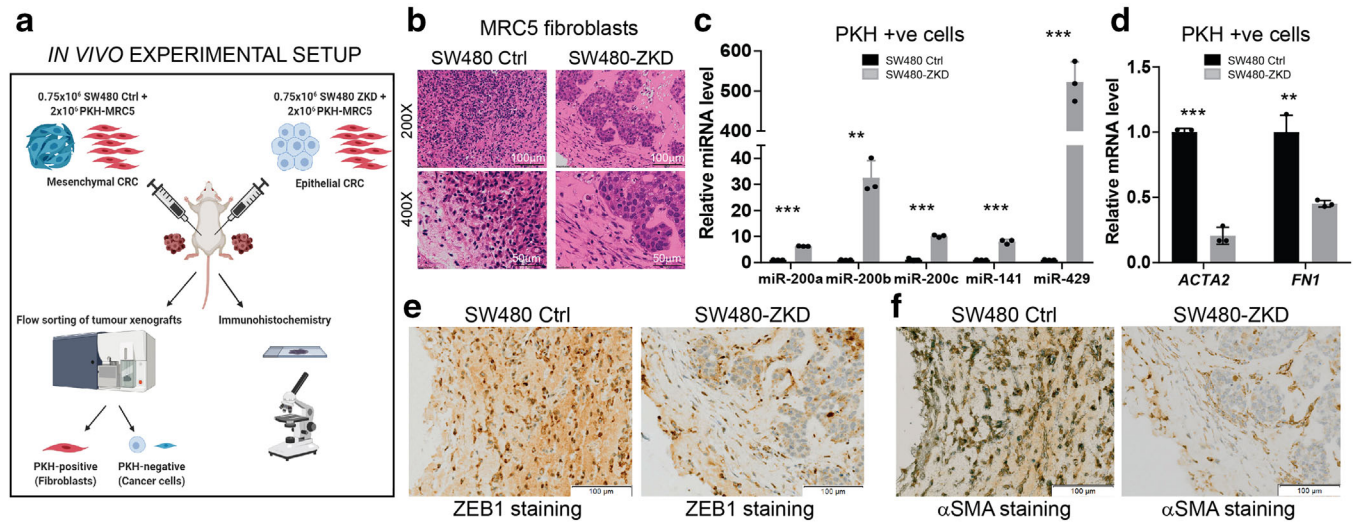 a
IN VIVO EXPERIMENTAL SETUP
0.75x10⁶ SW480 Ctrl +
2x10⁶ PKH-MRC5
0.75x10⁶ SW480 ZKD +
2x10⁶ PKH-MRC5
Mesenchymal CRC
Epithelial CRC
Flow sorting of tumour xenografts
Immunohistochemistry
PKH-positive
(Fibroblasts)
PKH-negative
(Cancer cells)
b
MRC5 fibroblasts
SW480 Ctrl
SW480-ZKD
200X
100μm
100μm
400X
50μm
50μm
c
PKH +ve cells
SW480 Ctrl
SW480-ZKD
Relative miRNA level
600
500
400
40
30
20
10
0
***
**
***
***
***
miR-200a
miR-200b
miR-200c
miR-141
miR-429
d
PKH +ve cells
SW480 Ctrl
SW480-ZKD
Relative mRNA level
1.5
1.0
0.5
0.0
***
**
ACTA2
FN1
e
SW480 Ctrl
SW480-ZKD
100 μm
100 μm
ZEB1 staining
ZEB1 staining
f
SW480 Ctrl
SW480-ZKD
100 μm
100 μm
αSMA staining
αSMA staining